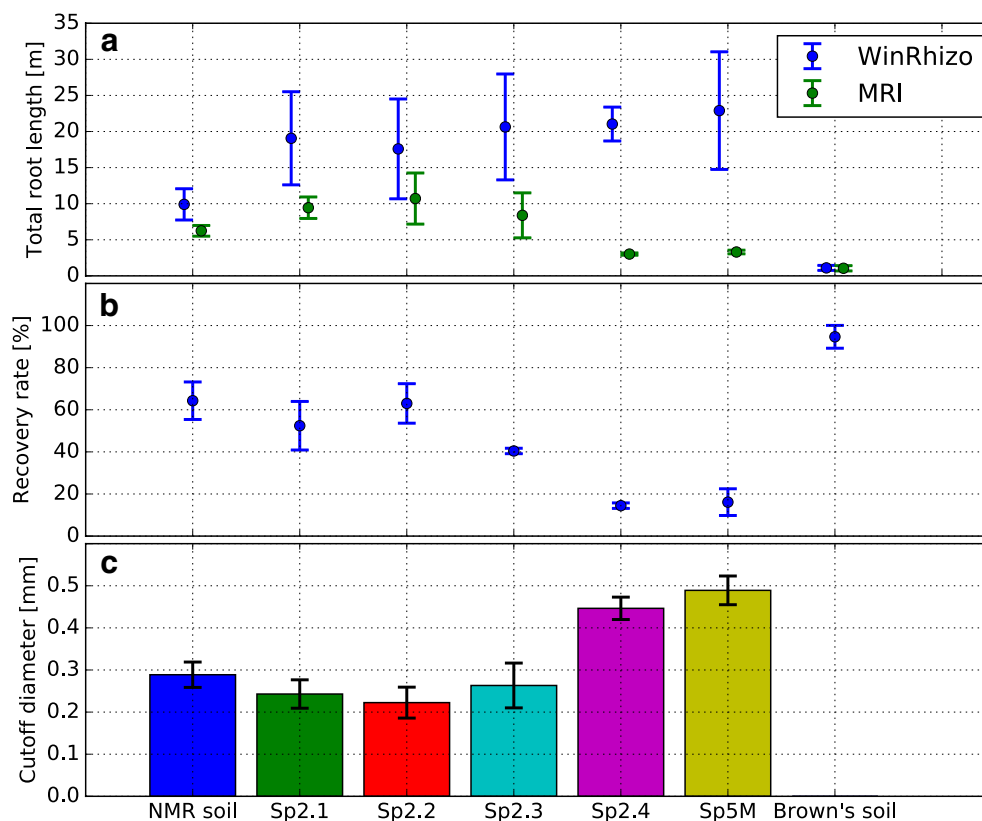 a
Total root length [m]
35
30
25
20
15
10
5
0
WinRhizo
MRI
b
Recovery rate [%]
100
80
60
40
20
0
c
Cutoff diameter [mm]
0.5
0.4
0.3
0.2
0.1
0.0
NMR soil Sp2.1 Sp2.2 Sp2.3 Sp2.4 Sp5M Brown's soil